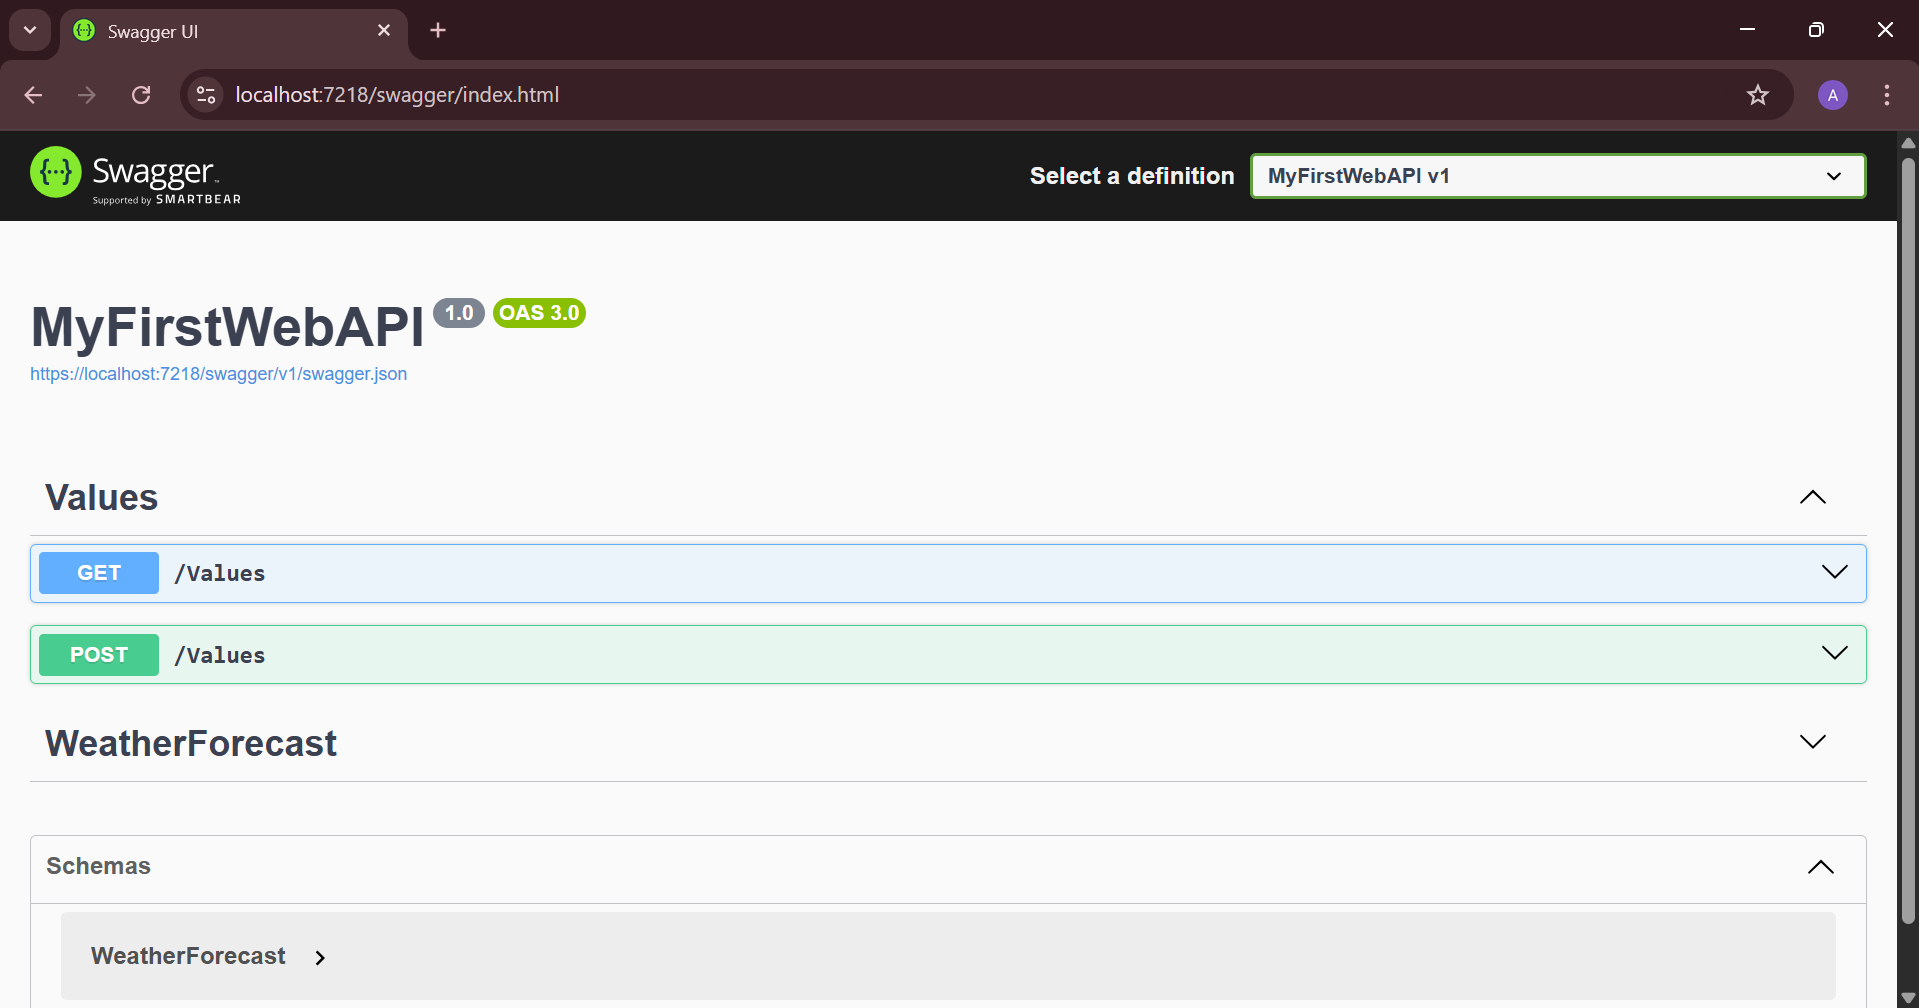 Swagger UI
localhost:7218/swagger/index.html
A
{···} Swagger™
Supported by SMARTBEAR
Select a definition
MyFirstWebAPI v1
MyFirstWebAPI 1.0 OAS 3.0
https://localhost:7218/swagger/v1/swagger.json
Values
GET /Values
POST /Values
WeatherForecast
Schemas
WeatherForecast